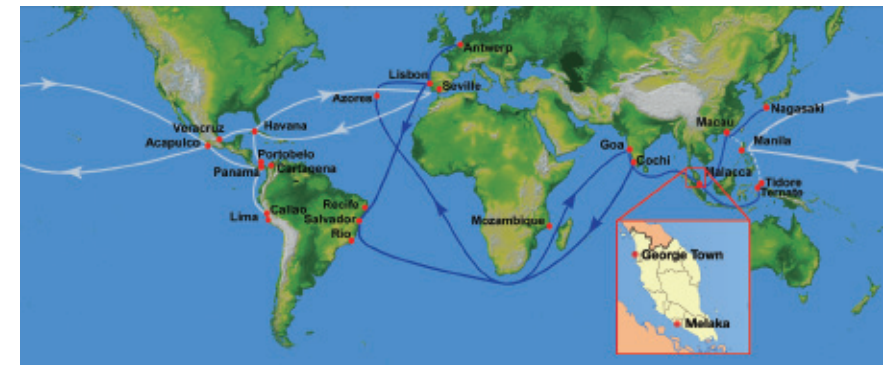 Antwerp
Lisbon
Seville
Azores
Nagasaki
Macau
Havana
Veracruz
Acapulco
Manila
Goa
Cochi
Portobelo
Cartagena
Panama
Malacca
Tidore
Ternate
Recife
Callao
Lima
Salvador
Mozambique
Rio
George Town
Melaka